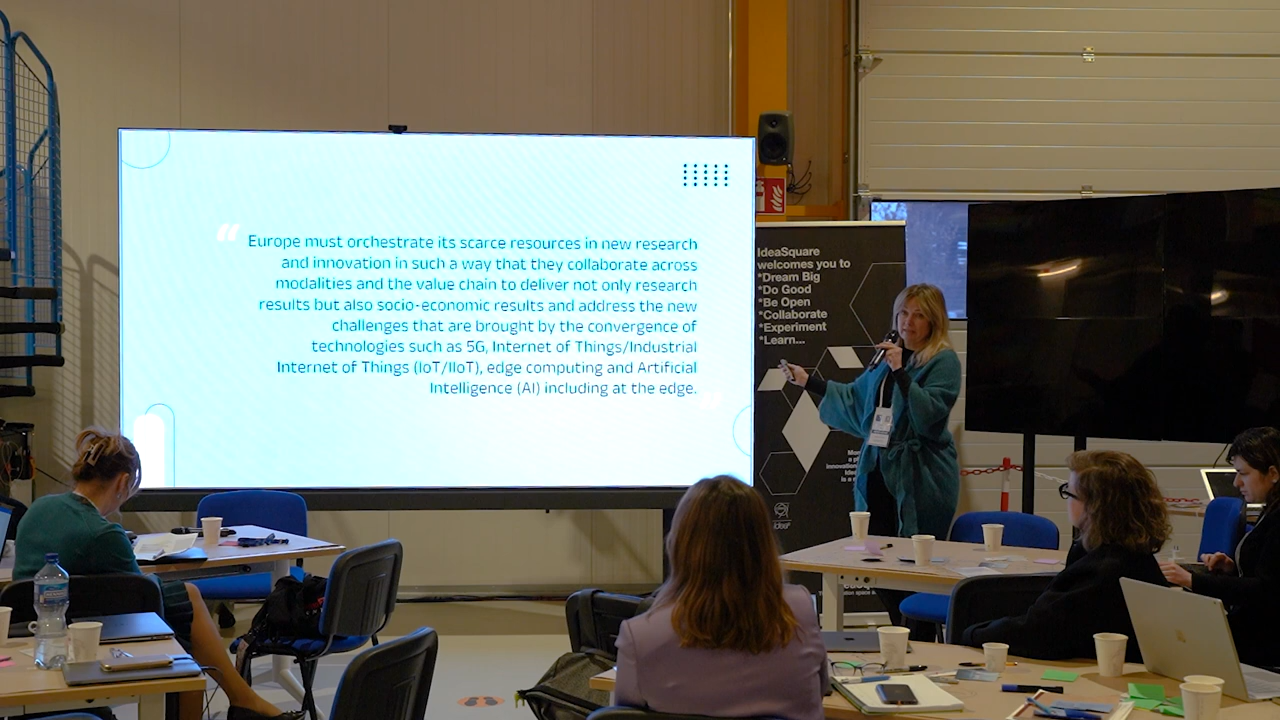 Europe must orchestrate its scarce resources in new research
and innovation in such a way that they collaborate across
modalities and the value chain to deliver not only research
results but also socio-economic results and address the new
challenges that are brought by the convergence of
technologies such as 5G, Internet of Things/Industrial
Internet of Things (IoT/IIoT), edge computing and Artificial
Intelligence (AI) including at the edge.
IdeaSquare
welcomes you to
*Dream Big
*Do Good
*Be Open
*Collaborate
*Experiment
*Learn...